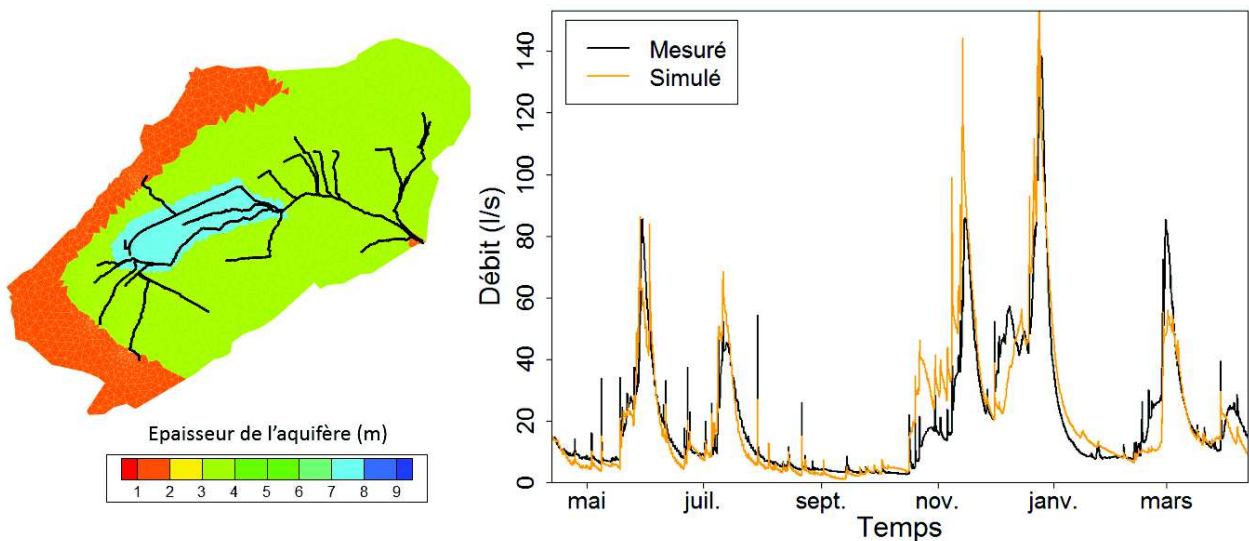 Epaisseur de l'aquifère (m)
1 2 3 4 5 6 7 8 9
Mesuré
Simulé
Débit (l/s)
140
120
100
80
60
40
20
0
mai juil. sept. nov. janv. mars
Temps